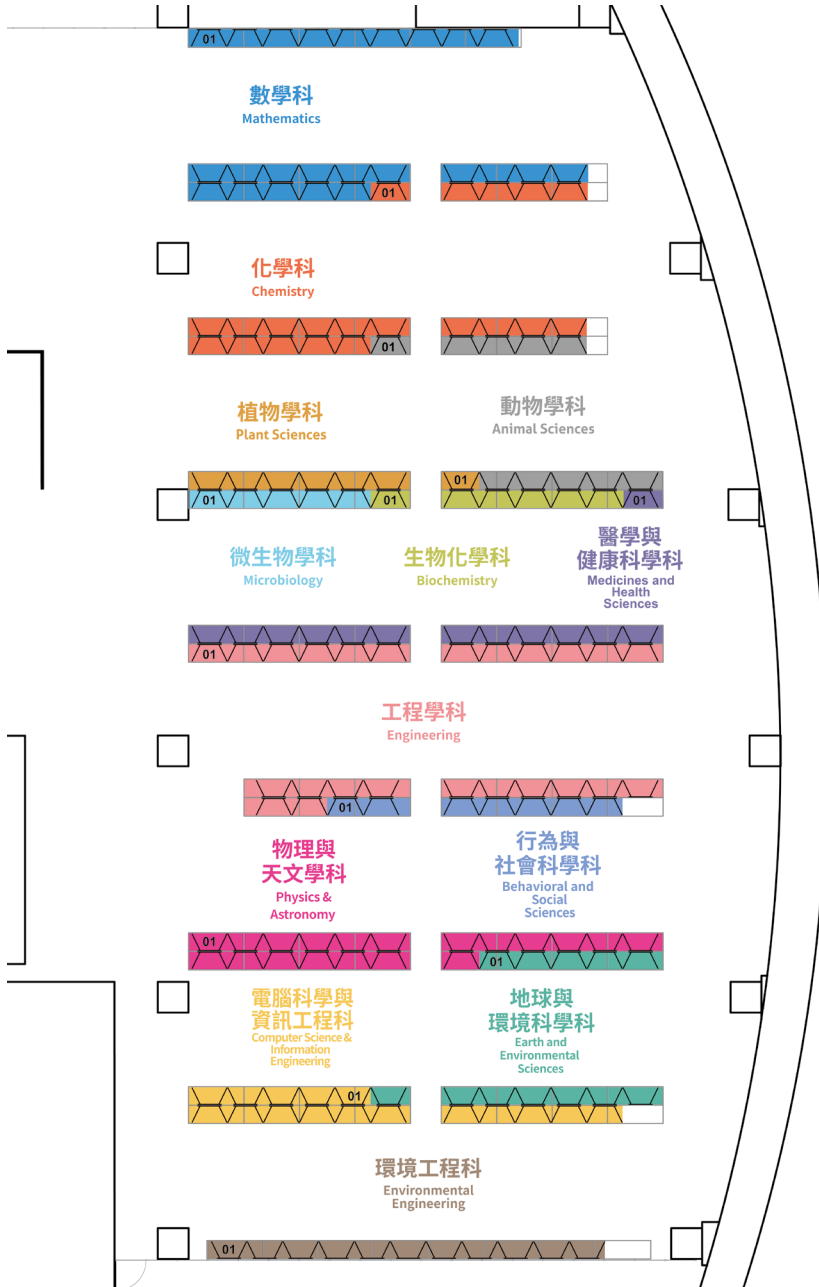 01
數學科
Mathematics
01
化學科
Chemistry
01
植物學科
Plant Sciences
動物學科
Animal Sciences
01
01
01
01
微生物學科
Microbiology
生物化學科
Biochemistry
醫學與
健康科學科
Medicines and
Health
Sciences
01
工程學科
Engineering
01
物理與
天文學科
Physics &
Astronomy
行為與
社會科學科
Behavioral and
Social
Sciences
01
01
電腦科學與
資訊工程科
Computer Science &
Information
Engineering
地球與
環境科學科
Earth and
Environmental
Sciences
01
環境工程科
Environmental
Engineering
01